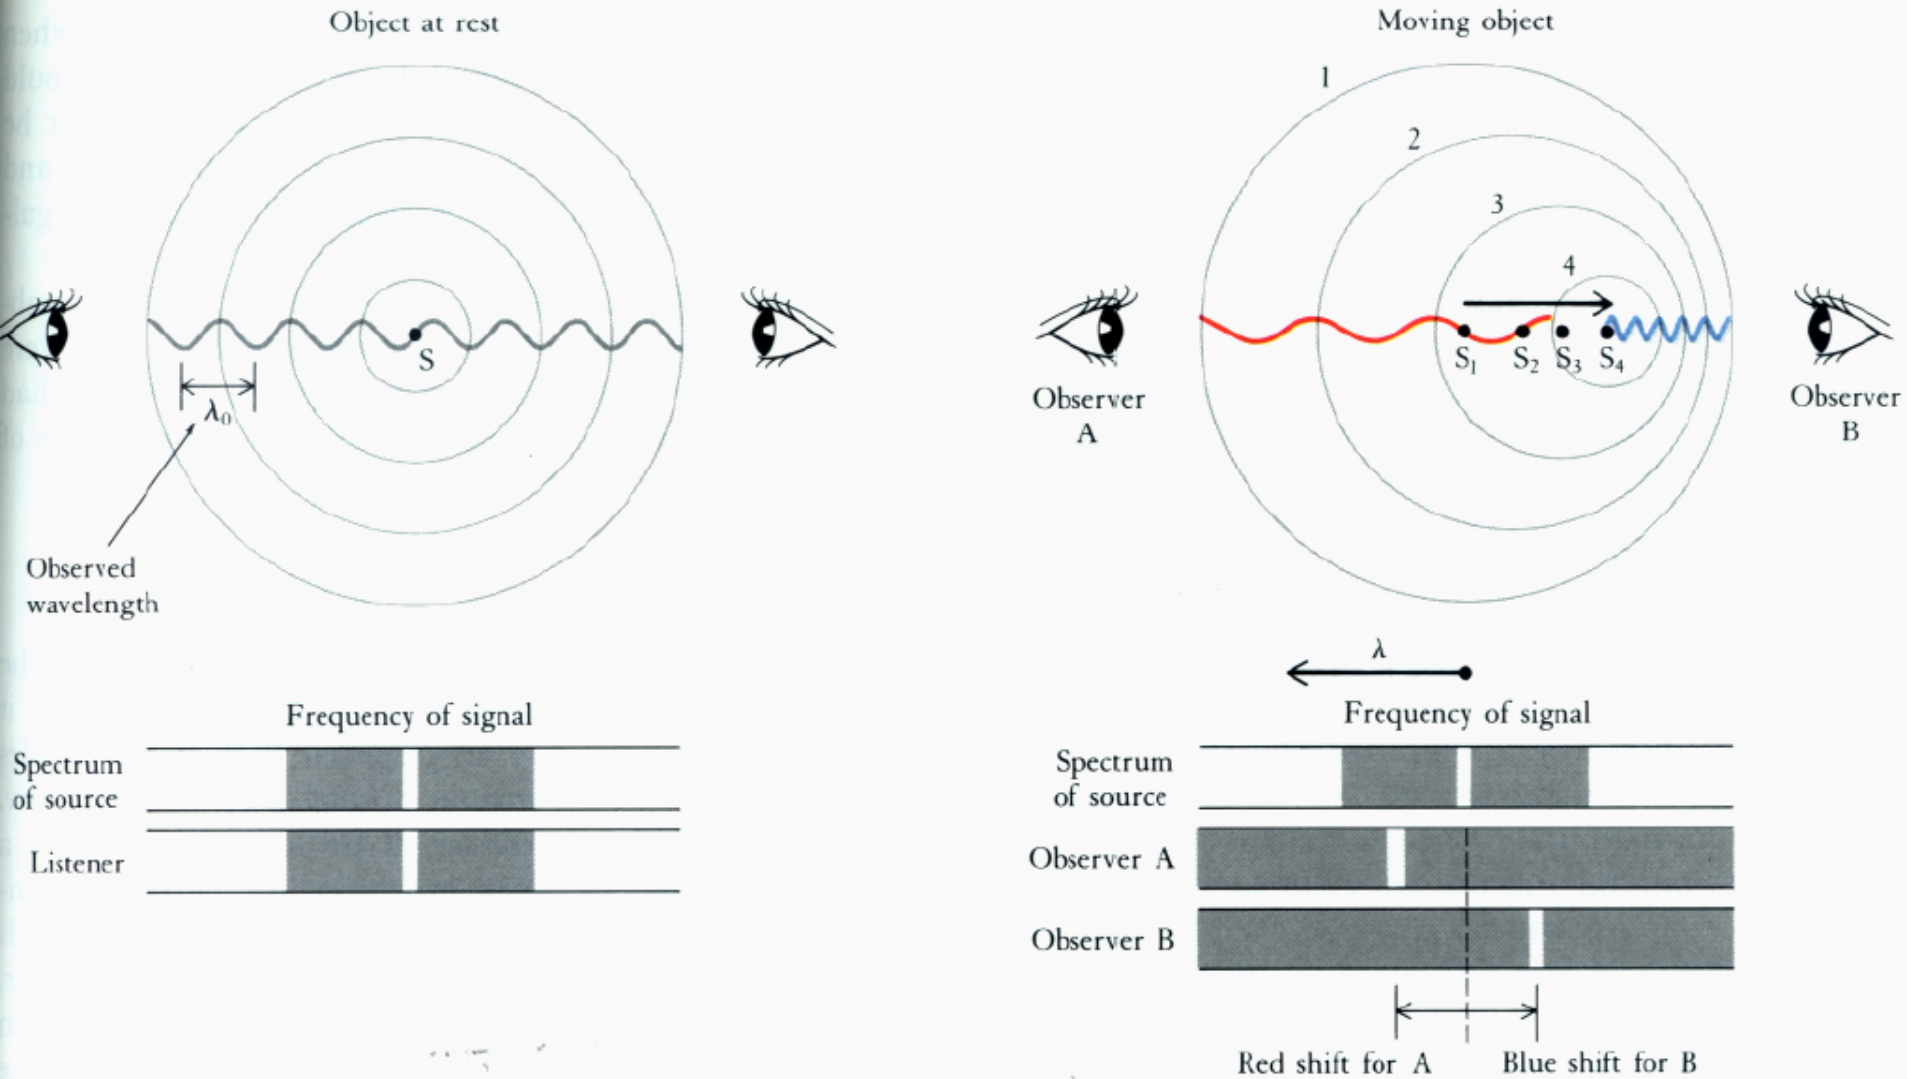 Object at rest
S
λ₀
Observed
wavelength
Frequency of signal
Spectrum
of source
Listener
Moving object
1
2
3
4
S₁ S₂ S₃ S₄
Observer
A
Observer
B
λ
Frequency of signal
Spectrum
of source
Observer A
Observer B
Red shift for A
Blue shift for B